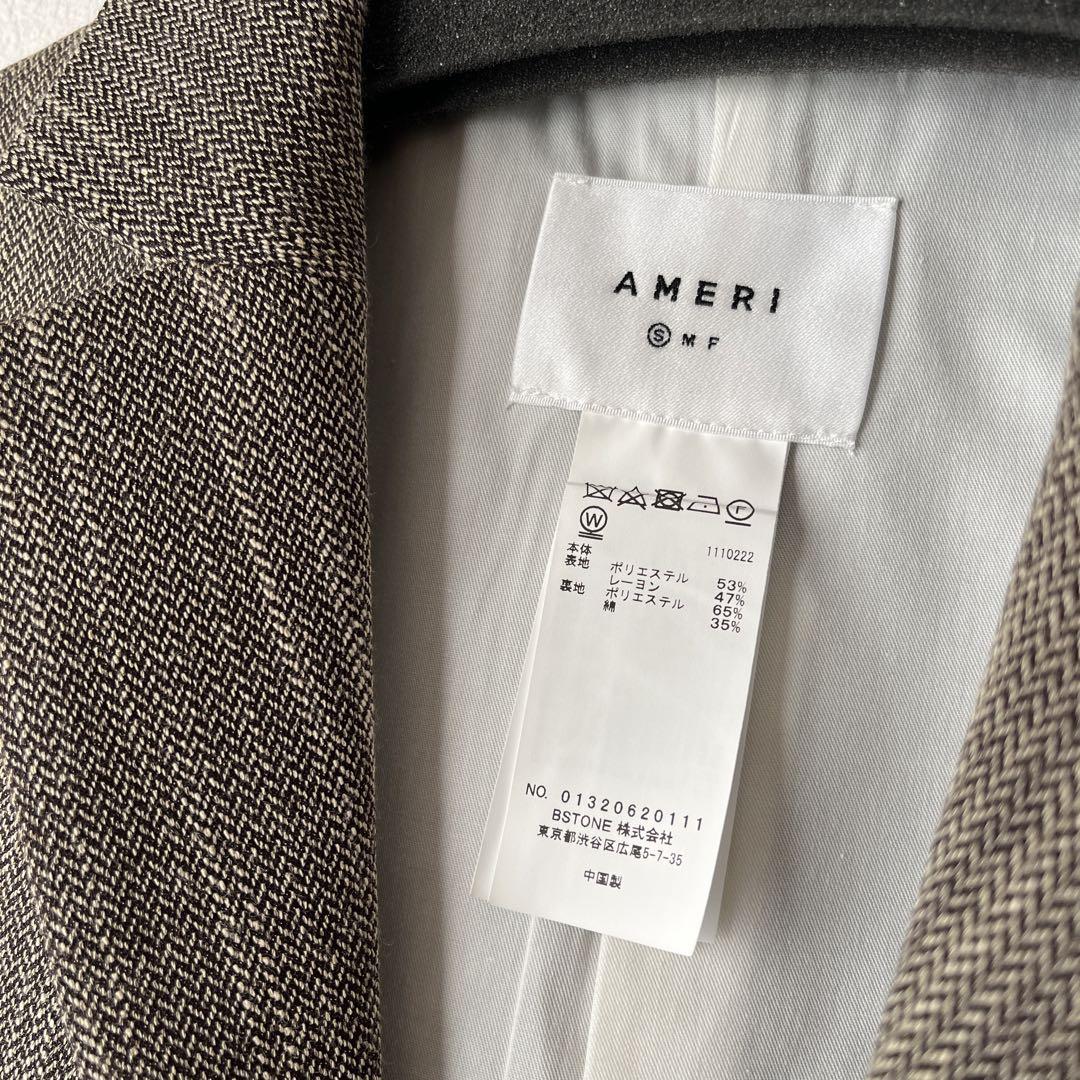 AMERI
S M F
W
F
1110222
本体
表地 ポリエステル 53%
レーヨン 47%
裏地 ポリエステル 65%
綿 35%
NO. 01320620111
BSTONE 株式会社
東京都渋谷区広尾5-7-35
中国製